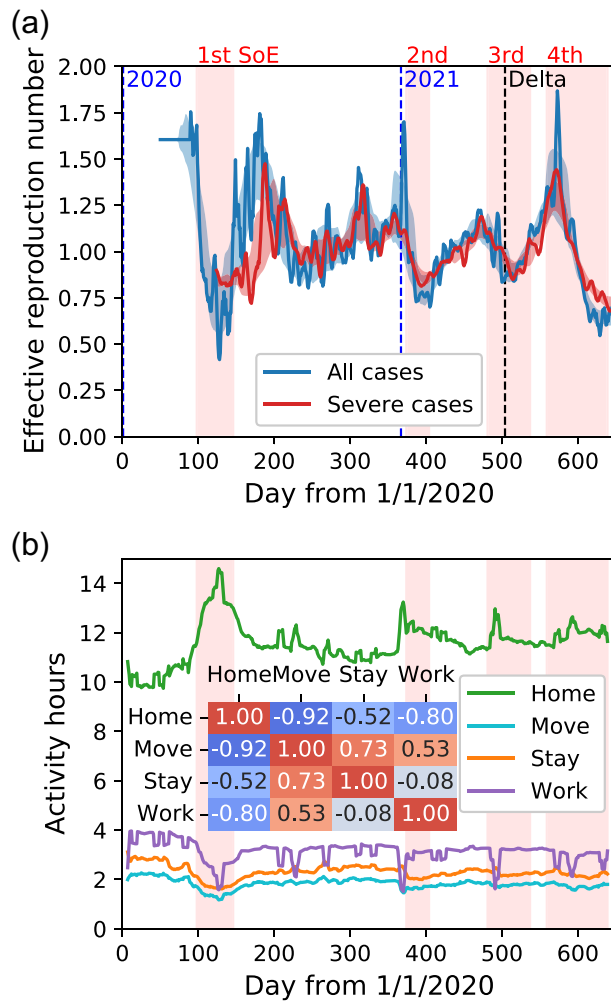 (a)
1st SoE 2nd 3rd 4th
2020 2021 Delta
2.00
1.75
1.50
1.25
1.00
0.75
0.50
0.25
0.00
Effective reproduction number
All cases
Severe cases
0 100 200 300 400 500 600
Day from 1/1/2020
(b)
14
12
10
8
6
4
2
0
Activity hours
Home Move Stay Work
Home 1.00 -0.92 -0.52 -0.80
Move -0.92 1.00 0.73 0.53
Stay -0.52 0.73 1.00 -0.08
Work -0.80 0.53 -0.08 1.00
Home
Move
Stay
Work
0 100 200 300 400 500 600
Day from 1/1/2020